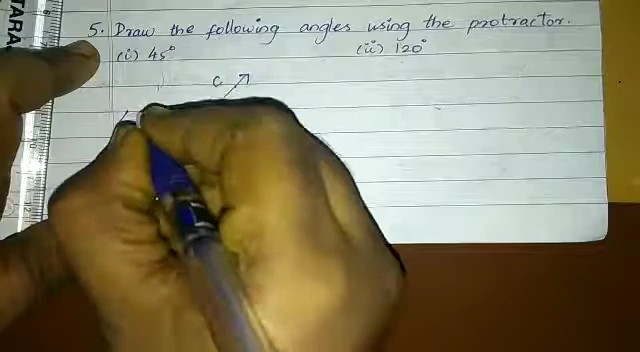 5. Draw the following angles using the protractor.
(i) 45° (ii) 120°
C